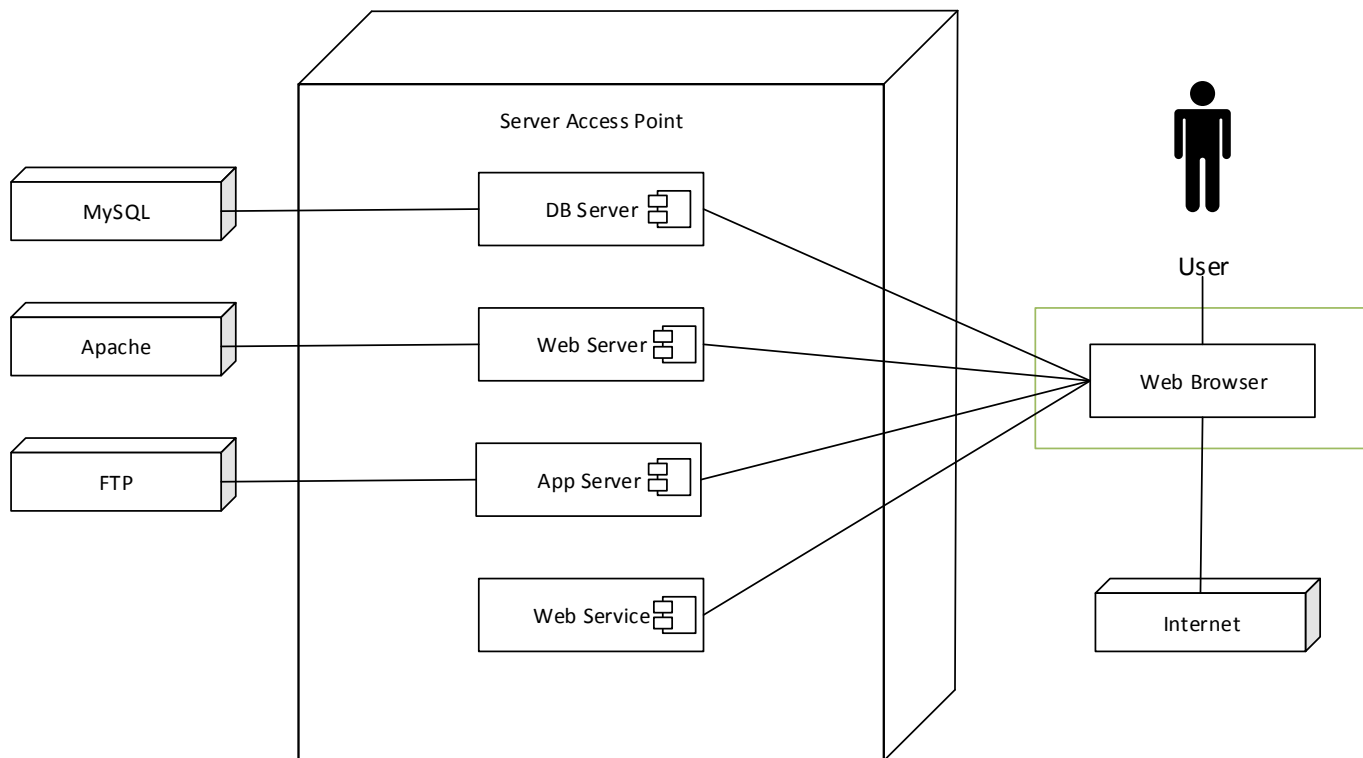 Server Access Point
MySQL
DB Server
User
Apache
Web Server
Web Browser
FTP
App Server
Web Service
Internet